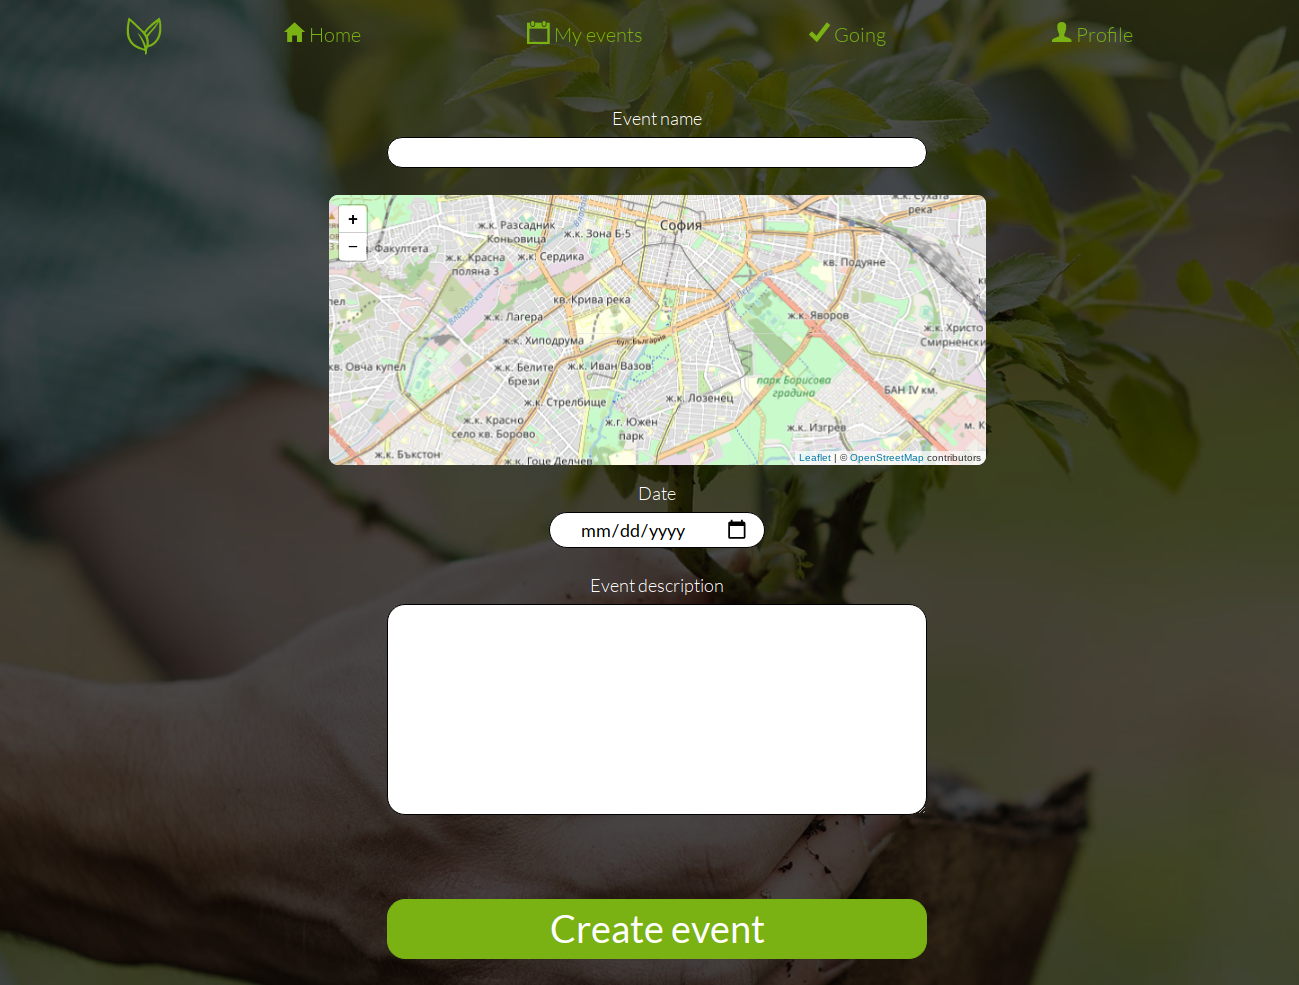 Home
My events
Going
Profile
Event name
+
−
София
ж.к. Сухата
река
ж.к. Разсадник
Коньовица
ж.к. Зона Б-5
Факултета
ж.к. Красна
поляна 3
ж.к. Сердика
кв. Подуяне
кв. Крива река
ж.к. Лагера
ж.к. Яворов
ж.к. Христо
Смирненски
ж.к. Хиподрума
бул. България
кв. Овча купел
ж.к. Белите
брези
ж.к. Иван Вазов
парк Борисова
градина
БАН IV км.
ж.к. Стрелбище
ж.к. Лозенец
ж.к. Красно
село кв. Борово
ж.г. Южен
парк
ж.к. Изгрев
ж.к. Бъкстон
ж.к. Гоце Делчев
Leaflet | © OpenStreetMap contributors
Date
mm/dd/yyyy
Event description
Create event